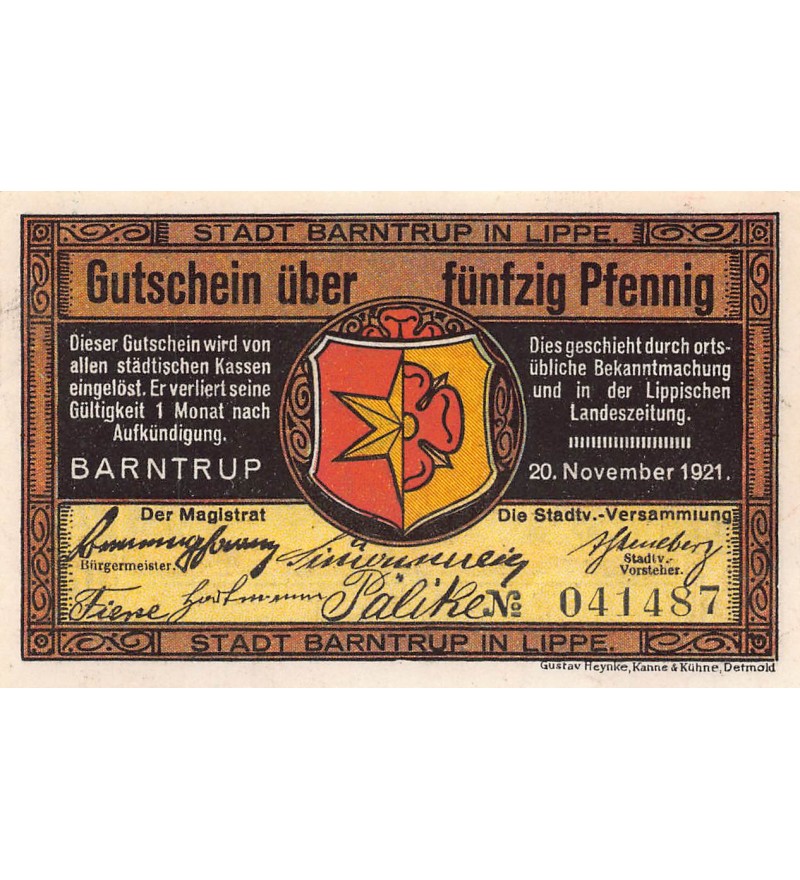 STADT BARNTRUP IN LIPPE.
Gutschein über fünfzig Pfennig
Dieser Gutschein wird von
allen städtischen Kassen
eingelöst. Er verliert seine
Gültigkeit 1 Monat nach
Aufkündigung.
BARNTRUP
Dies geschieht durch orts-
übliche Bekanntmachung
und in der Lippischen
Landeszeitung.
20. November 1921.
Der Magistrat
Die Stadtv.-Versammlung
Bürgermeister.
Stadtv.-
Vorsteher.
Fiene Hartmann Pälike
No 041487
STADT BARNTRUP IN LIPPE.
Gustav Heynke, Kanne & Kühne, Detmold